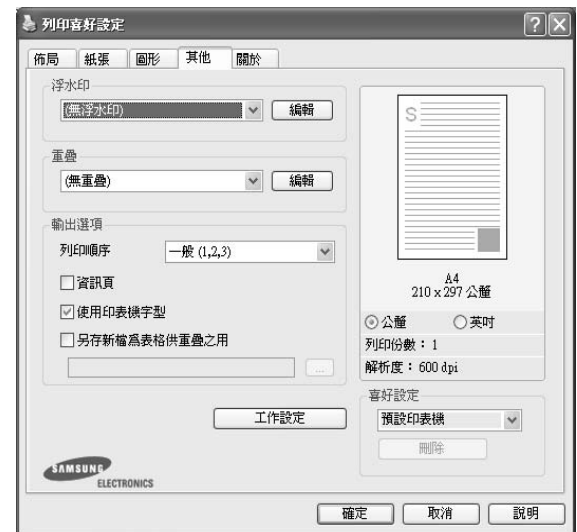 列印喜好設定
佈局 紙張 圖形 其他 關於
浮水印
(無浮水印) 編輯
重疊
(無重疊) 編輯
輸出選項
列印順序 一般 (1,2,3)
資訊頁
使用印表機字型
另存新檔為表格供重疊之用
...
工作設定
SAMSUNG
ELECTRONICS
S
A4
210 x 297 公釐
公釐 英吋
列印份數：1
解析度：600 dpi
喜好設定
預設印表機
刪除
確定 取消 說明